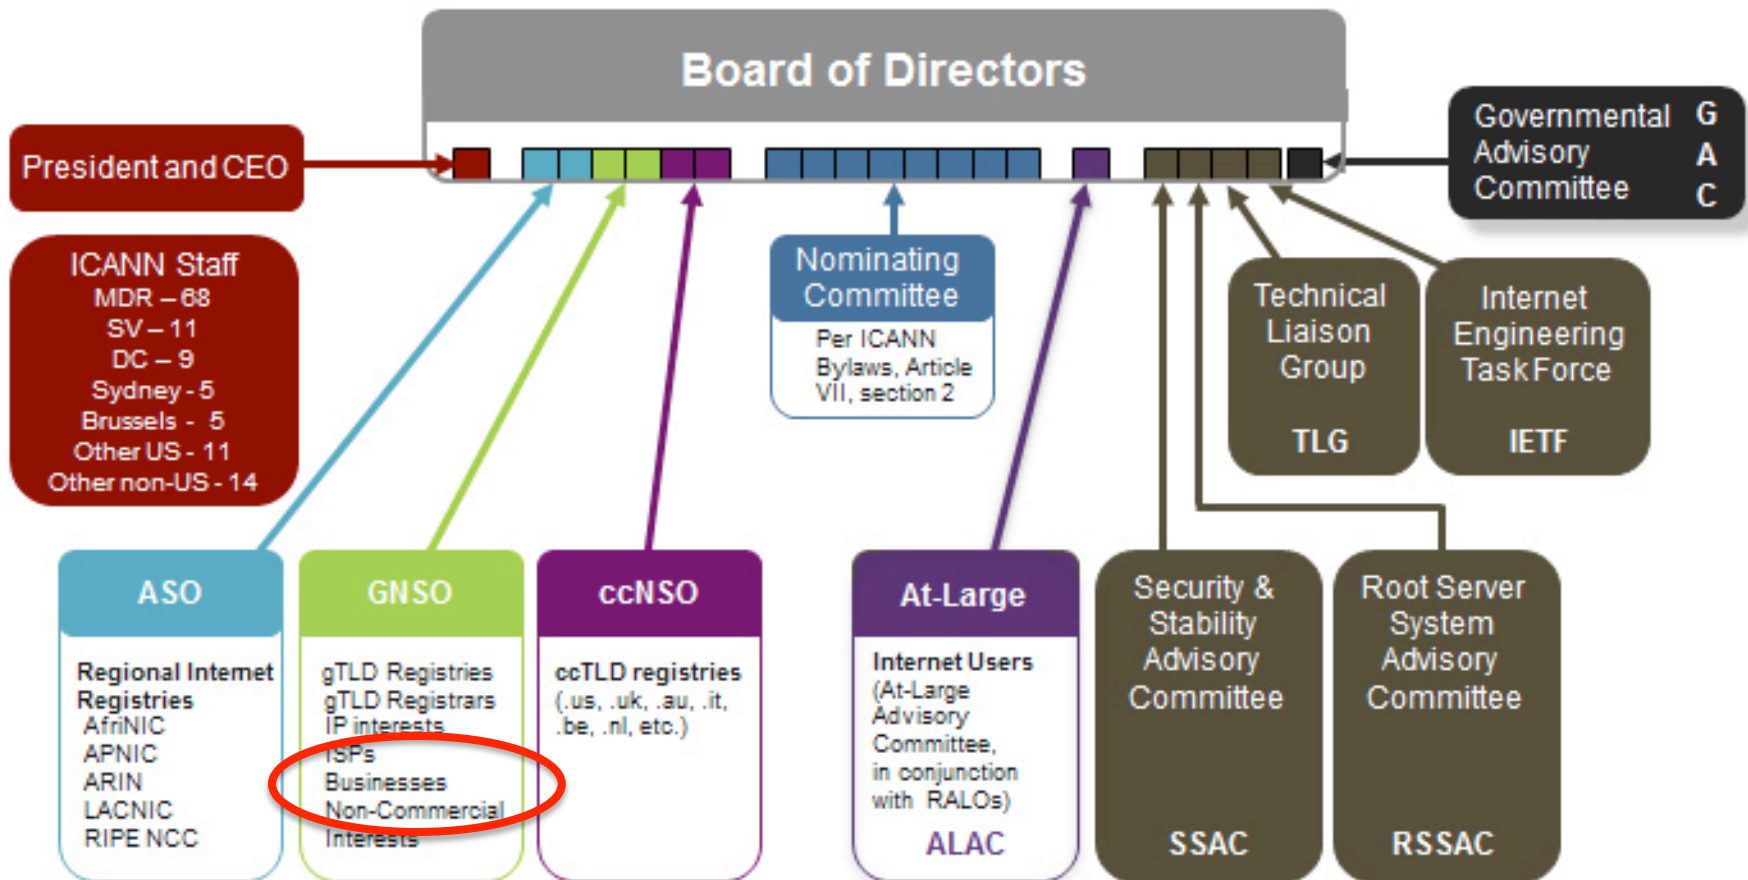 Board of Directors
President and CEO
Governmental
Advisory
Committee
G
A
C
ICANN Staff
MDR – 68
SV – 11
DC – 9
Sydney - 5
Brussels - 5
Other US - 11
Other non-US - 14
Nominating
Committee
Per ICANN
Bylaws, Article
VII, section 2
Technical
Liaison
Group
TLG
Internet
Engineering
Task Force
IETF
ASO
Regional Internet
Registries
AfriNIC
APNIC
ARIN
LACNIC
RIPE NCC
GNSO
gTLD Registries
gTLD Registrars
IP interests
ISPs
Businesses
Non-Commercial
Interests
ccNSO
ccTLD registries
(.us, .uk, .au, .it,
.be, .nl, etc.)
At-Large
Internet Users
(At-Large
Advisory
Committee,
in conjunction
with RALOs)
ALAC
Security &
Stability
Advisory
Committee
SSAC
Root Server
System
Advisory
Committee
RSSAC